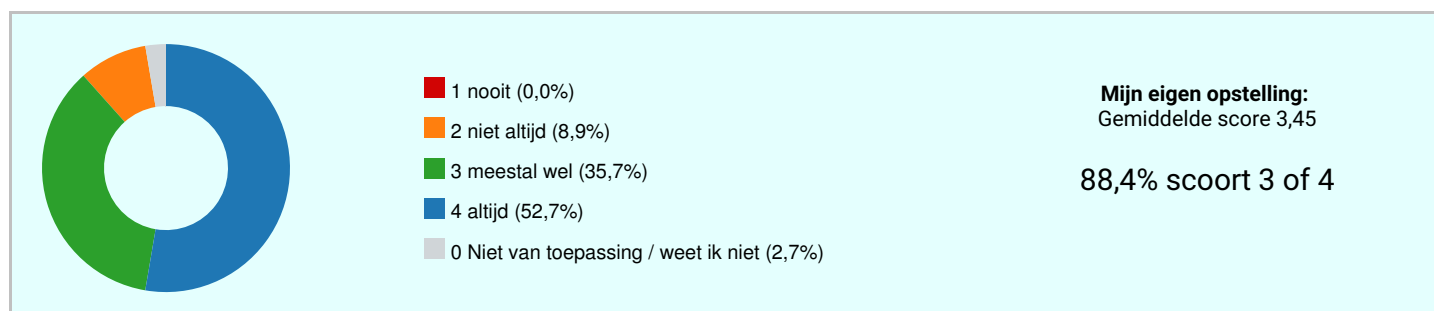 1 nooit (0,0%)
2 niet altijd (8,9%)
3 meestal wel (35,7%)
4 altijd (52,7%)
0 Niet van toepassing / weet ik niet (2,7%)
Mijn eigen opstelling:
Gemiddelde score 3,45
88,4% scoort 3 of 4